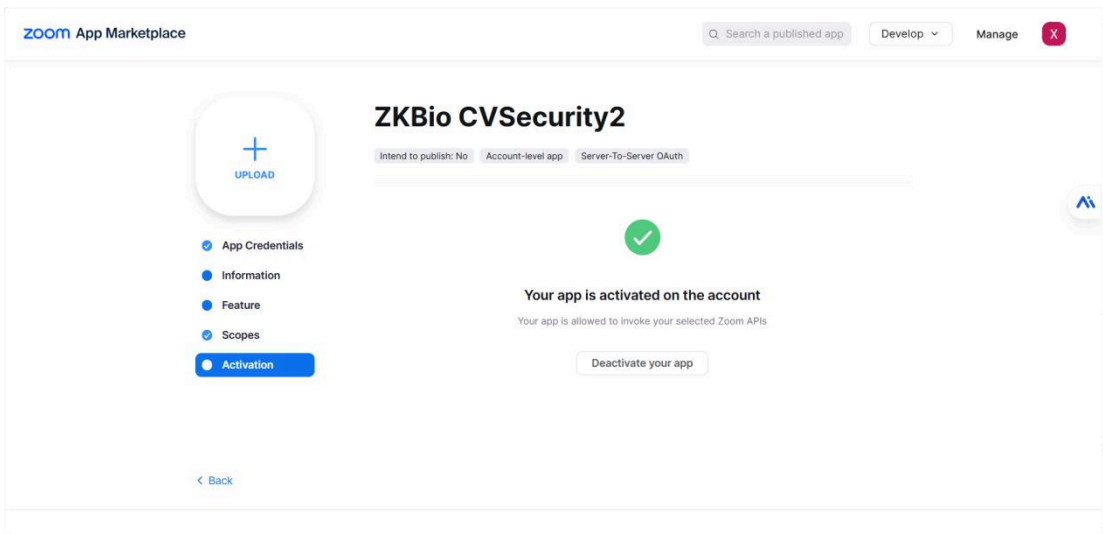 zoom App Marketplace
Search a published app
Develop
Manage
X
UPLOAD
ZKBio CVSecurity2
Intend to publish: No
Account-level app
Server-To-Server OAuth
App Credentials
Information
Feature
Scopes
Activation
Your app is activated on the account
Your app is allowed to invoke your selected Zoom APIs
Deactivate your app
Back